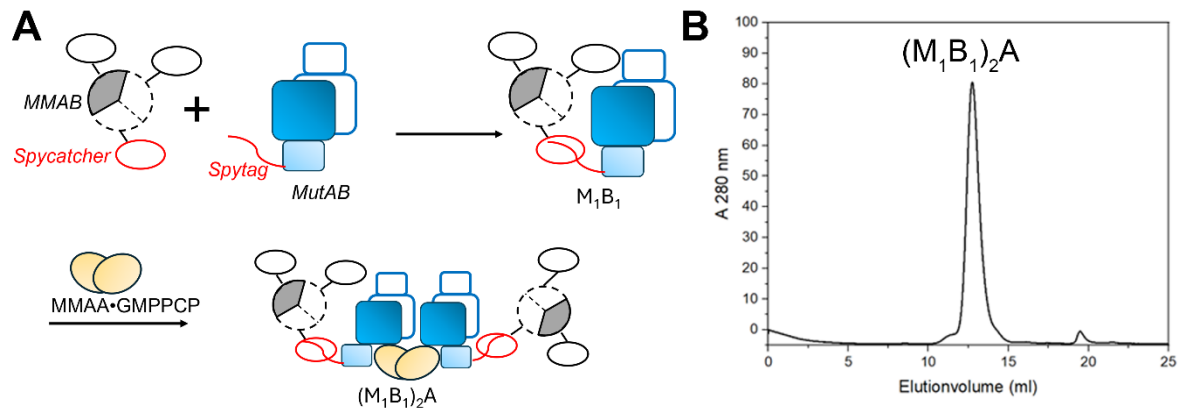 A
MMAB
+
Spycatcher
Spytag
MutAB
M₁B₁
MMAA•GMPPCP
(M₁B₁)₂A
B
(M₁B₁)₂A
100
90
80
70
60
50
40
30
20
10
0
A 280 nm
0 5 10 15 20 25
Elutionvolume (ml)